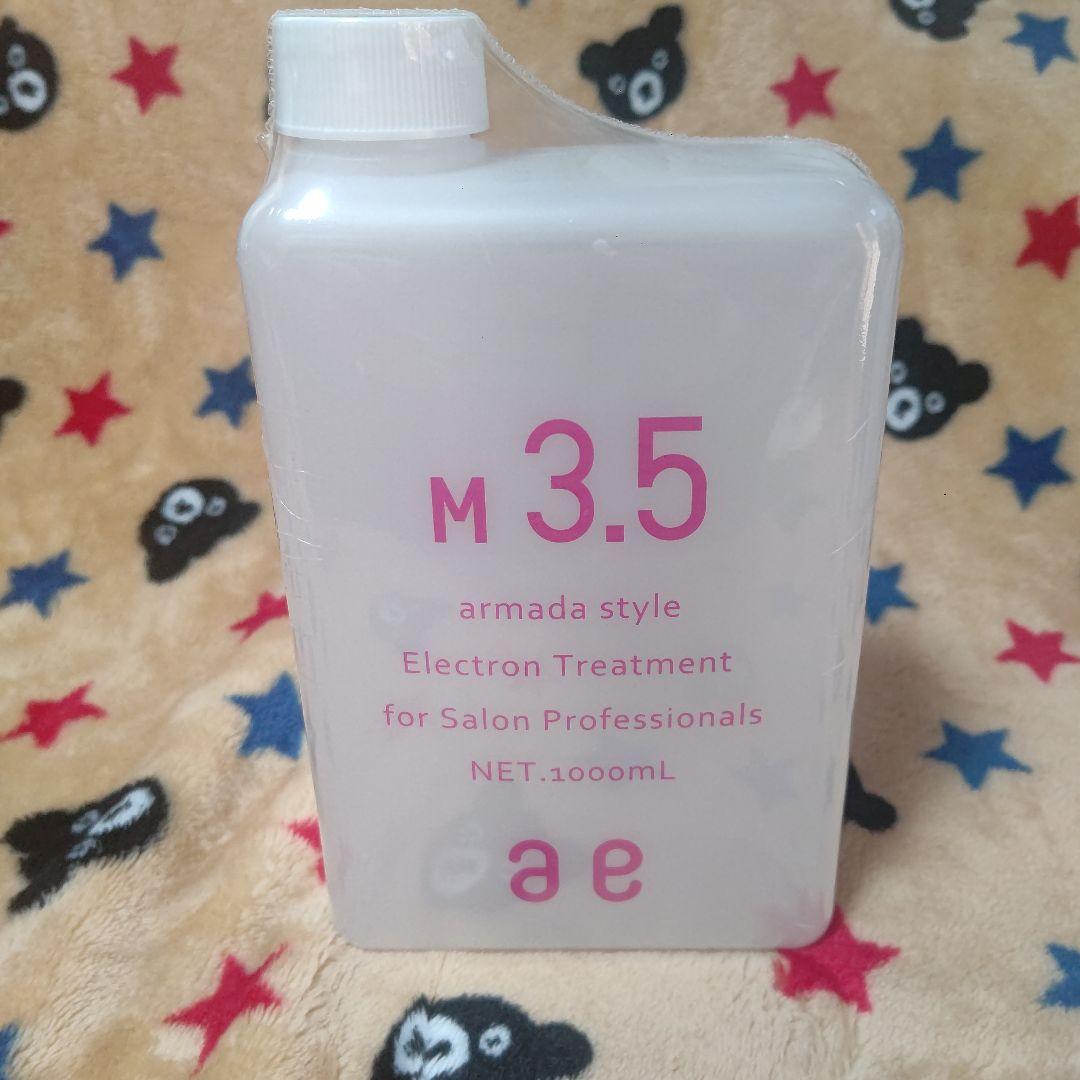 M 3.5
armada style
Electron Treatment
for Salon Professionals
NET.1000mL
ae